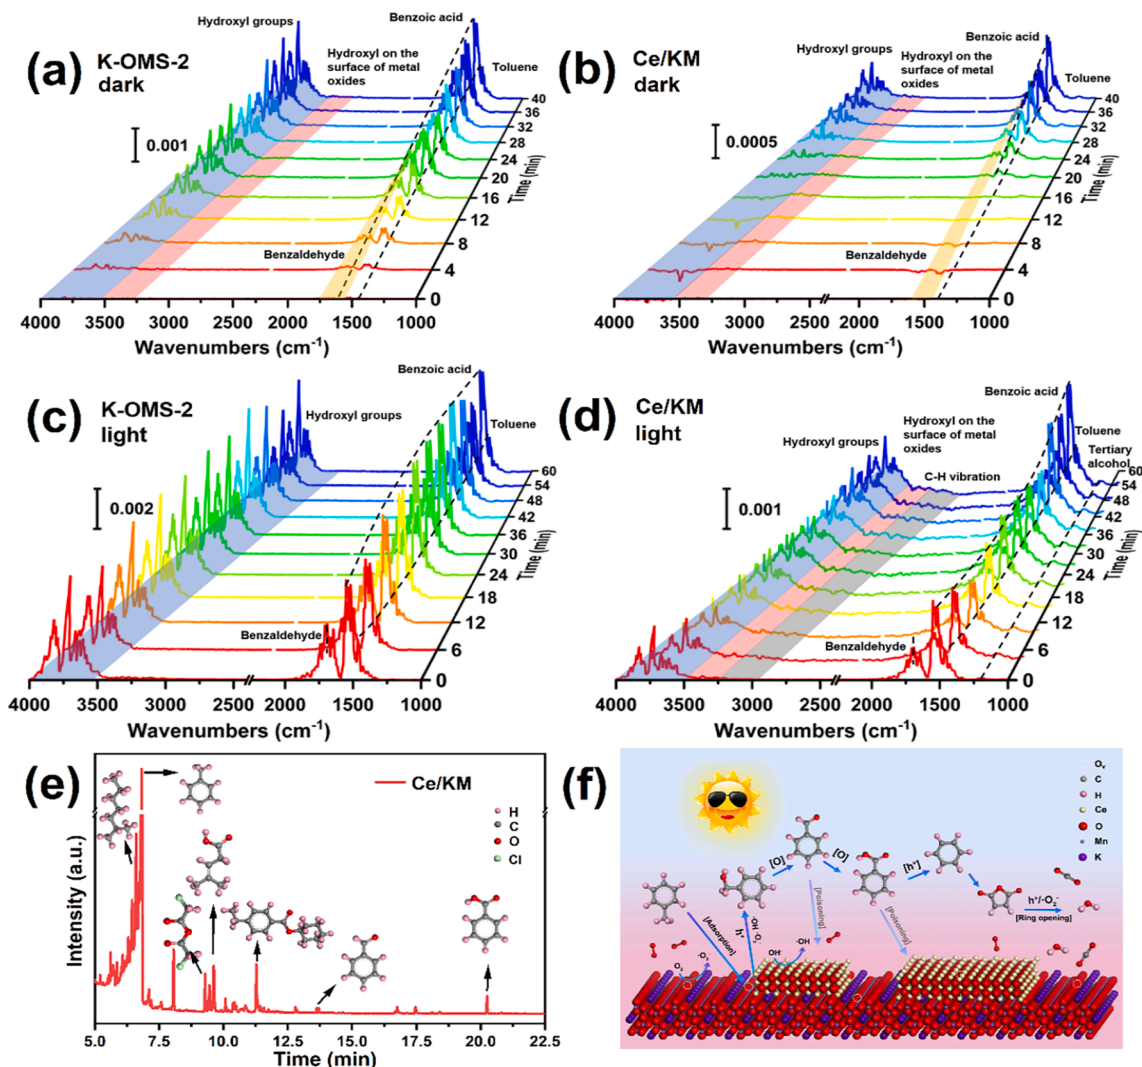 (a)
K-OMS-2
dark
Hydroxyl groups
Hydroxyl on the
surface of metal
oxides
Benzoic acid
Toluene
0.001
Benzaldehyde
40
36
32
28
24
20
16
12
8
4
0
Time (min)
4000 3500 3000 2500 2000 1500 1000
Wavenumbers (cm-1)
(b)
Ce/KM
dark
Hydroxyl groups
Hydroxyl on the
surface of metal
oxides
Benzoic acid
Toluene
0.0005
Benzaldehyde
40
36
32
28
24
20
16
12
8
4
0
Time (min)
4000 3500 3000 2500 2000 1500 1000
Wavenumbers (cm-1)
(c)
K-OMS-2
light
Hydroxyl groups
Benzoic acid
Toluene
0.002
Benzaldehyde
60
54
48
42
36
30
24
18
12
6
0
Time (min)
4000 3500 3000 2500 2000 1500 1000
Wavenumbers (cm-1)
(d)
Ce/KM
light
Hydroxyl groups
Hydroxyl on the
surface of metal
oxides
C-H vibration
Benzoic acid
Toluene
Tertiary
alcohol
0.001
Benzaldehyde
60
54
48
42
36
30
24
18
12
6
0
Time (min)
4000 3500 3000 2500 2000 1500 1000
Wavenumbers (cm-1)
(e)
Ce/KM
H
C
O
Cl
Intensity (a.u.)
5.0 7.5 10.0 12.5 15.0 17.5 20.0 22.5
Time (min)
(f)
Ov
C
H
Ce
O
Mn
K
[O]
[O]
[h+]
h+/·O2-
[Ring opening]
[Adsorption]
·OH ·O2-
h+
[Poisoning]
[Poisoning]
OH-
·OH
O2